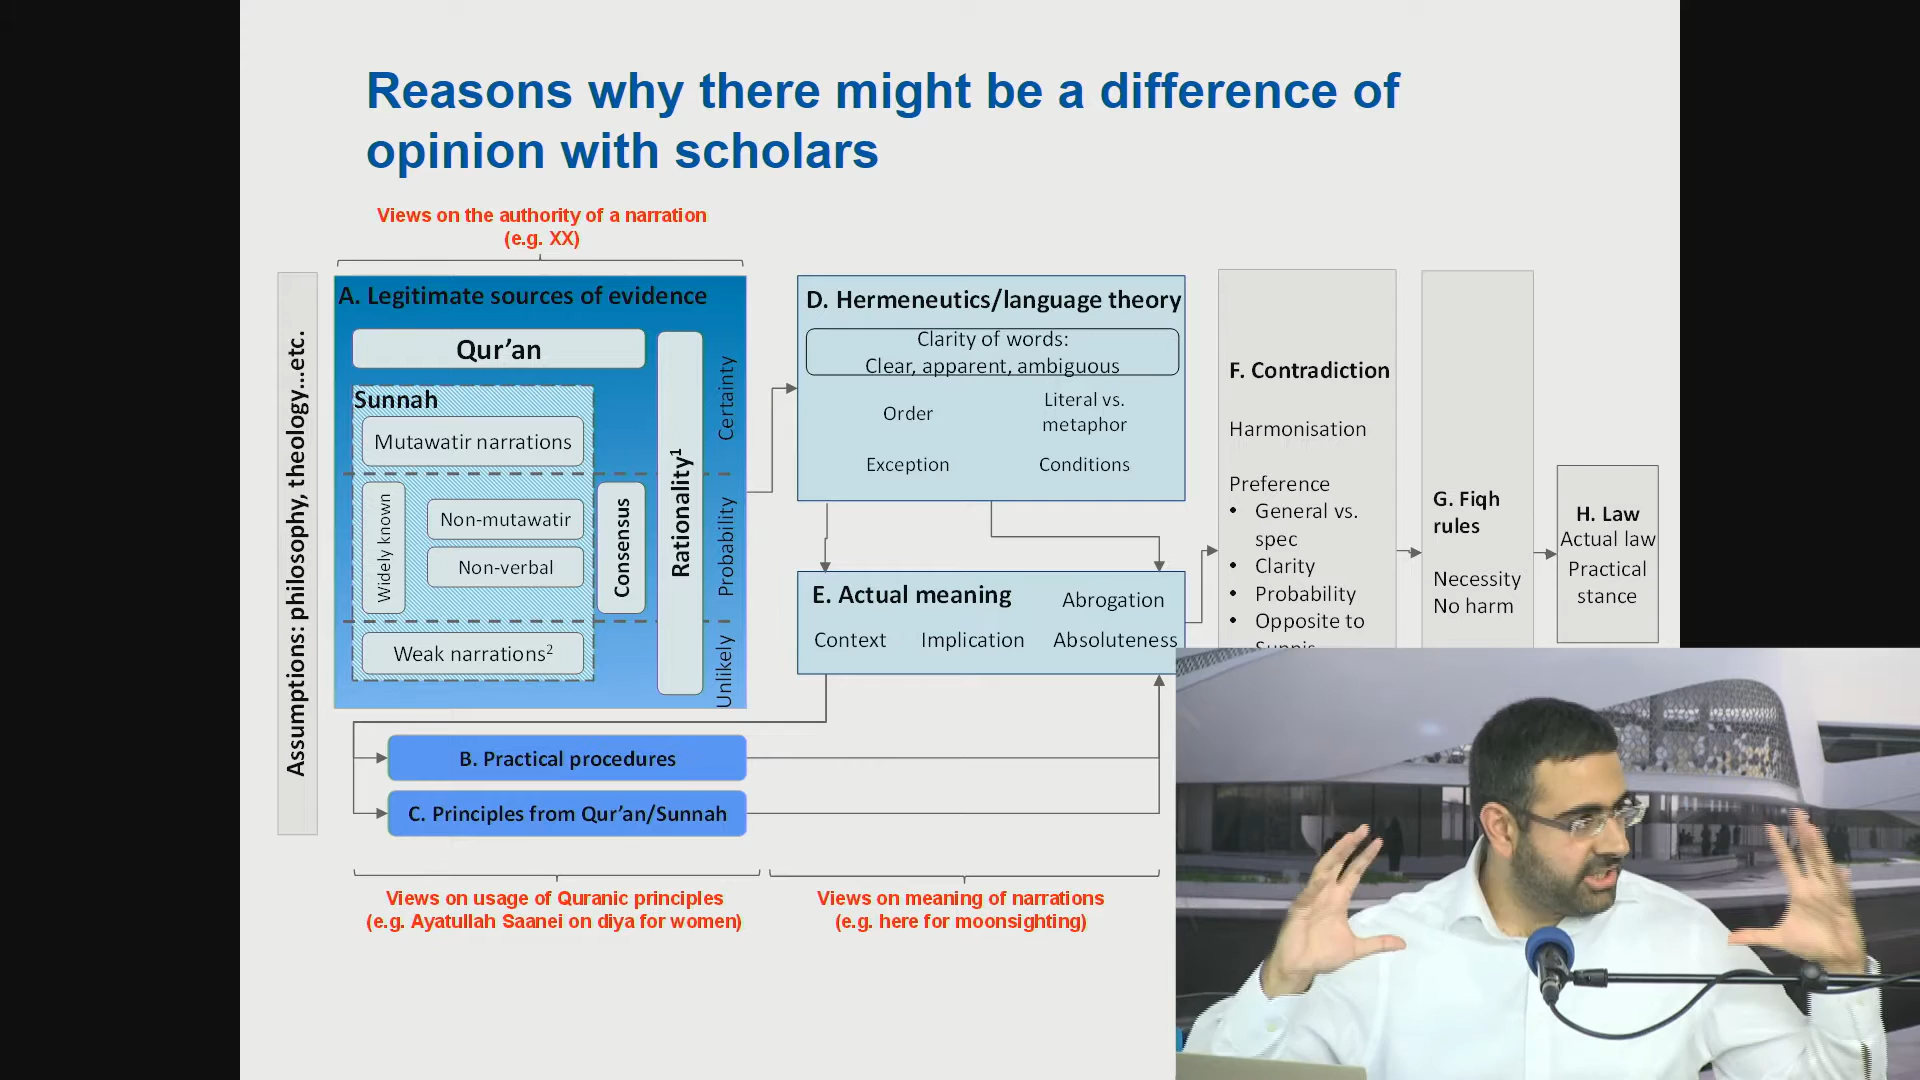 Reasons why there might be a difference of
opinion with scholars
Views on the authority of a narration
(e.g. XX)
Assumptions: philosophy, theology...etc.
A. Legitimate sources of evidence
Qur'an
Sunnah
Mutawatir narrations
Widely known
Non-mutawatir
Non-verbal
Weak narrations²
Consensus
Rationality¹
Certainty
Probability
Unlikely
B. Practical procedures
C. Principles from Qur'an/Sunnah
D. Hermeneutics/language theory
Clarity of words:
Clear, apparent, ambiguous
Order
Literal vs.
metaphor
Exception
Conditions
E. Actual meaning
Abrogation
Context
Implication
Absoluteness
F. Contradiction
Harmonisation
Preference
• General vs.
spec
• Clarity
• Probability
• Opposite to
G. Fiqh
rules
Necessity
No harm
H. Law
Actual law
Practical
stance
Views on usage of Quranic principles
(e.g. Ayatullah Saanei on diya for women)
Views on meaning of narrations
(e.g. here for moonsighting)